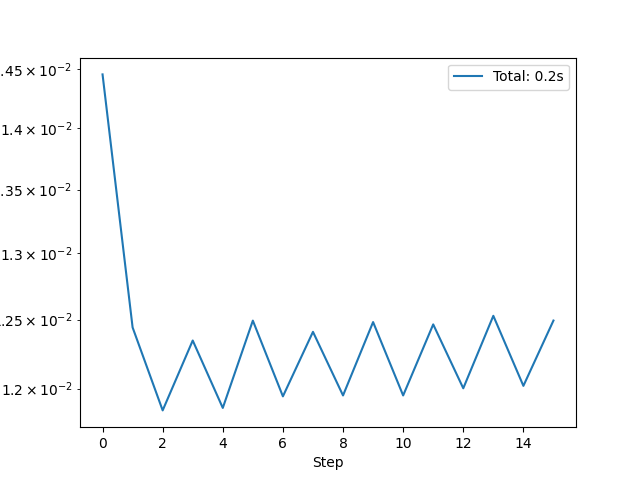 Total: 0.2s
.45 × 10⁻²
1.4 × 10⁻²
.35 × 10⁻²
1.3 × 10⁻²
.25 × 10⁻²
1.2 × 10⁻²
0 2 4 6 8 10 12 14
Step